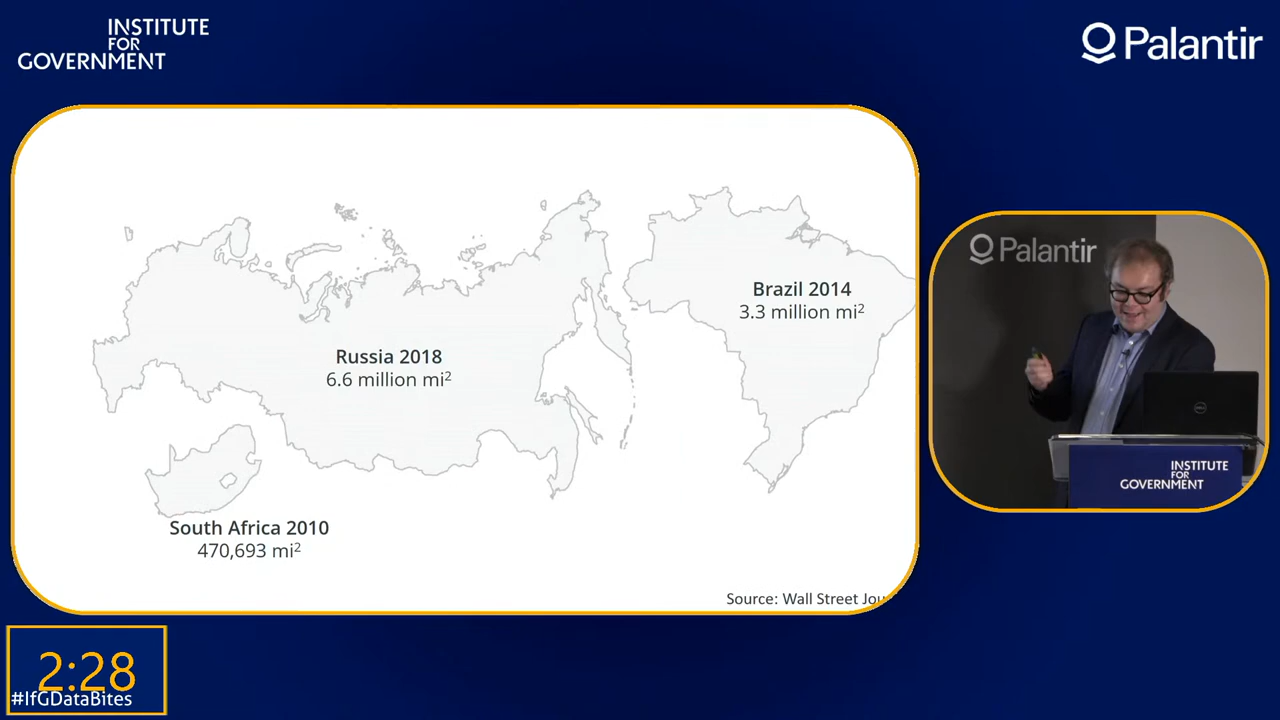 INSTITUTE
FOR
GOVERNMENT
Palantir
Brazil 2014
3.3 million mi²
Russia 2018
6.6 million mi²
South Africa 2010
470,693 mi²
Source: Wall Street Jou
Palantir
INSTITUTE
FOR
GOVERNMENT
2:28
#IfGDataBites